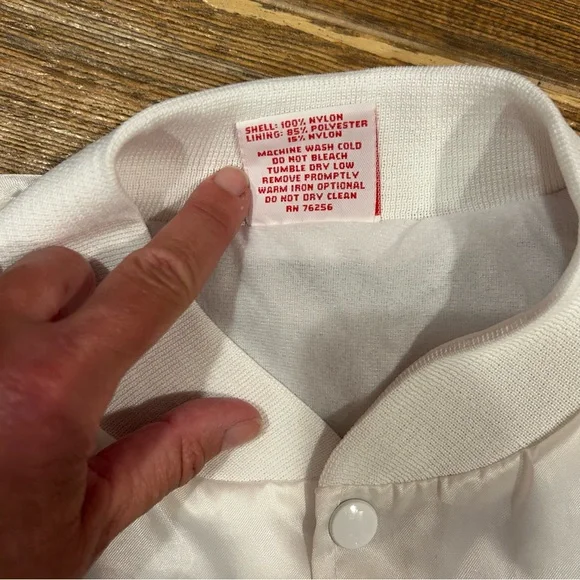 SHELL: 100% NYLON
LINING: 85% POLYESTER
15% NYLON
MACHINE WASH COLD
DO NOT BLEACH
TUMBLE DRY LOW
REMOVE PROMPTLY
WARM IRON OPTIONAL
DO NOT DRY CLEAN
RN 76256